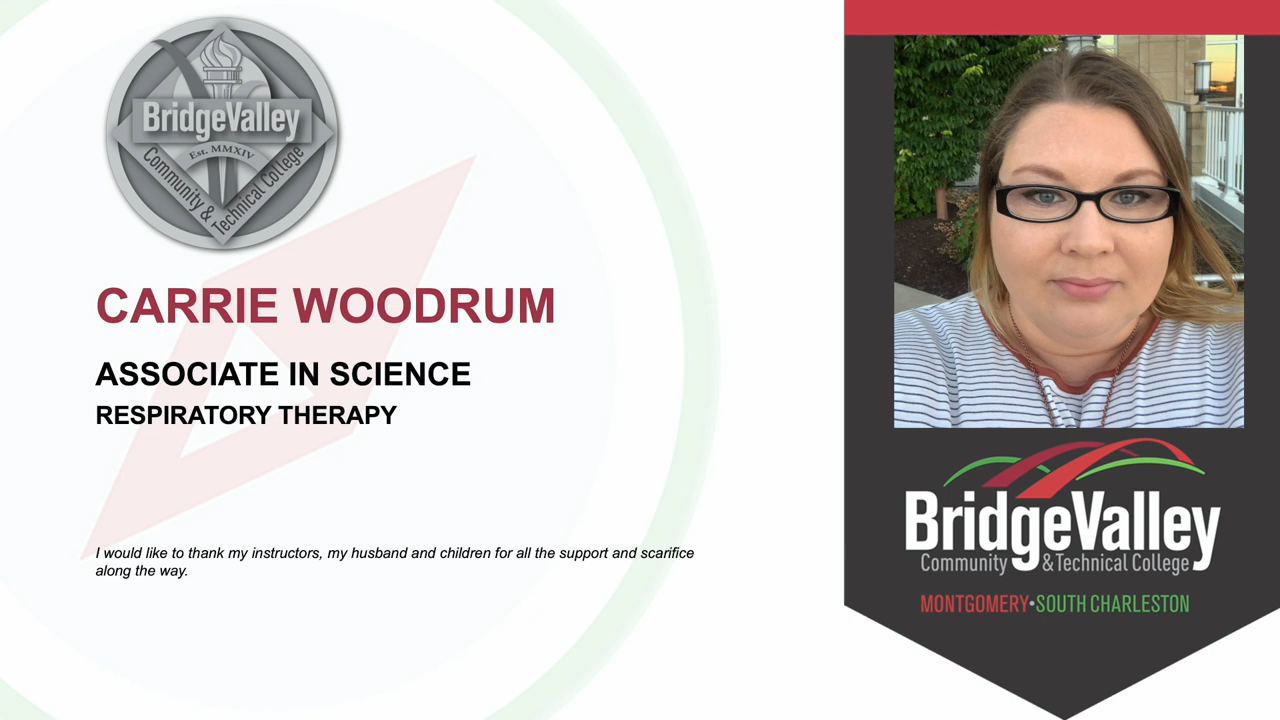 BridgeValley
Est. MMXIV
Community & Technical College
CARRIE WOODRUM
ASSOCIATE IN SCIENCE
RESPIRATORY THERAPY
I would like to thank my instructors, my husband and children for all the support and scarifice
along the way.
BridgeValley
Community & Technical College
MONTGOMERY•SOUTH CHARLESTON